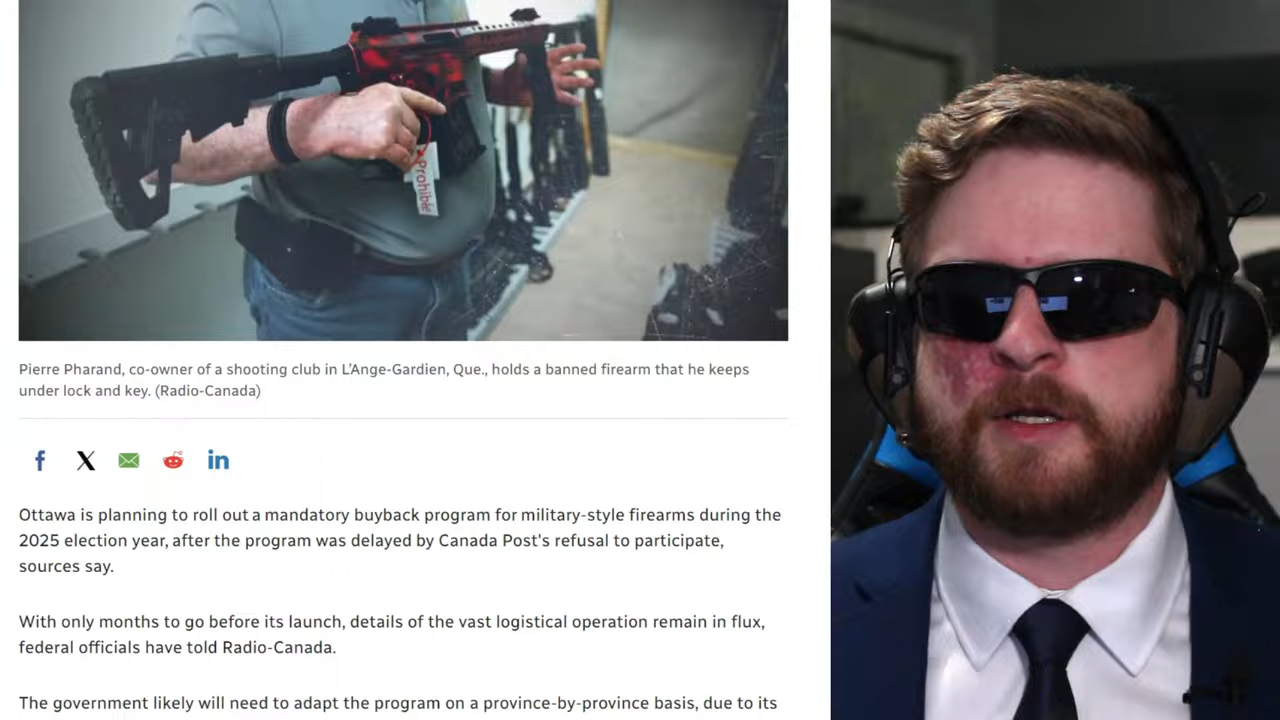 Prohibé
Pierre Pharand, co-owner of a shooting club in L'Ange-Gardien, Que., holds a banned firearm that he keeps
under lock and key. (Radio-Canada)
Ottawa is planning to roll out a mandatory buyback program for military-style firearms during the
2025 election year, after the program was delayed by Canada Post's refusal to participate,
sources say.
With only months to go before its launch, details of the vast logistical operation remain in flux,
federal officials have told Radio-Canada.
The government likely will need to adapt the program on a province-by-province basis, due to its